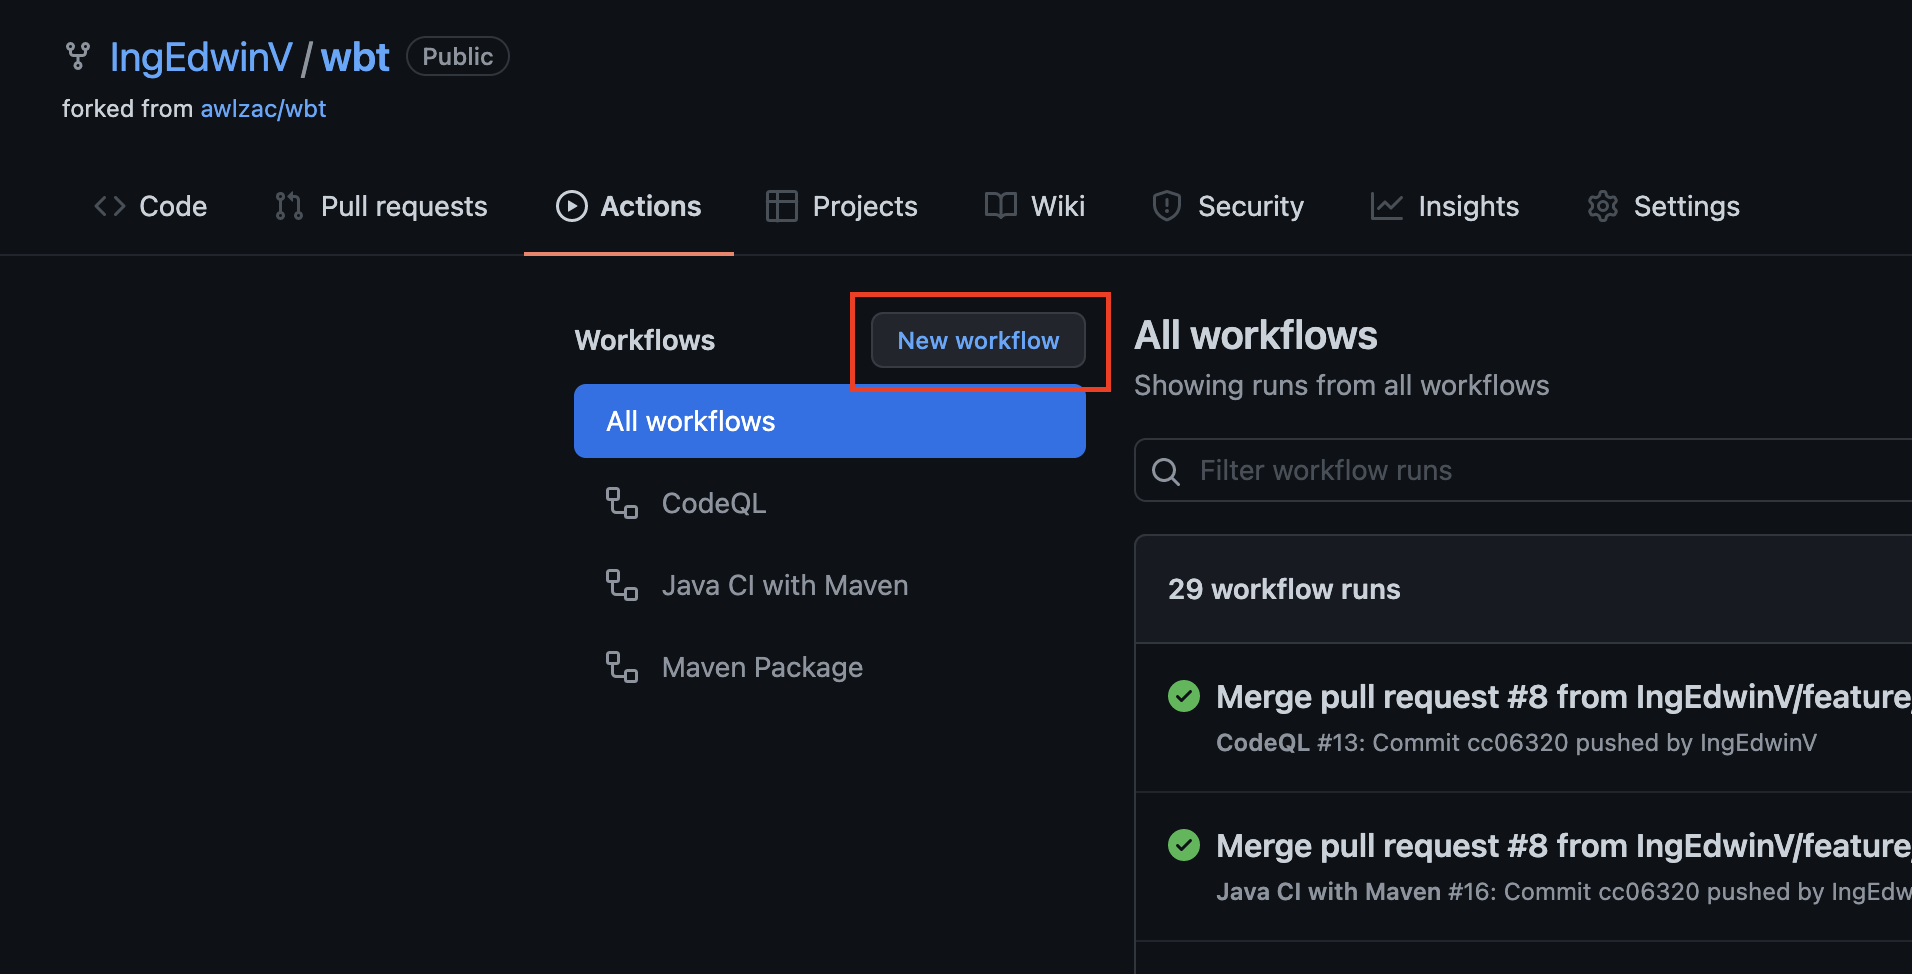 IngEdwinV / wbt Public
forked from awlzac/wbt
Code Pull requests Actions Projects Wiki Security Insights Settings
Workflows
New workflow
All workflows
CodeQL
Java CI with Maven
Maven Package
All workflows
Showing runs from all workflows
Filter workflow runs
29 workflow runs
Merge pull request #8 from IngEdwinV/feature/
CodeQL #13: Commit cc06320 pushed by IngEdwinV
Merge pull request #8 from IngEdwinV/feature/
Java CI with Maven #16: Commit cc06320 pushed by IngEdw